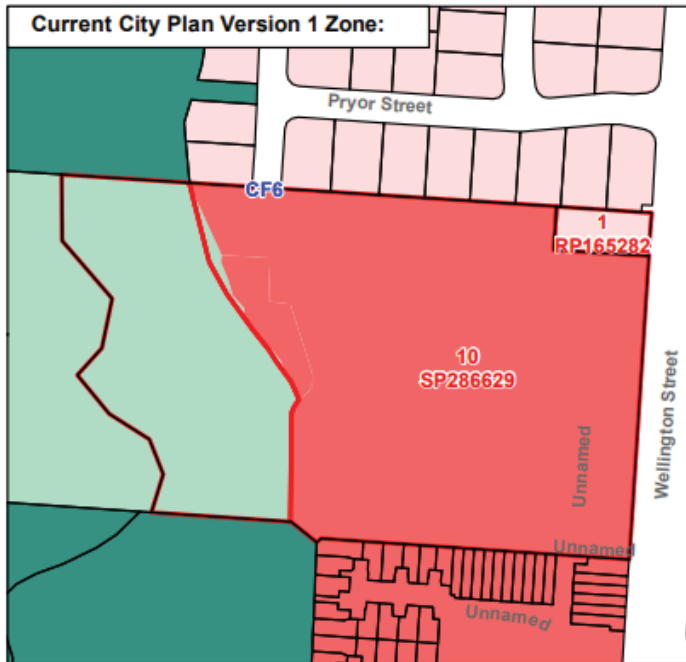 Current City Plan Version 1 Zone:
Pryor Street
CF6
1
RP165282
10
SP286629
Unnamed
Wellington Street
Unnamed
Unnamed